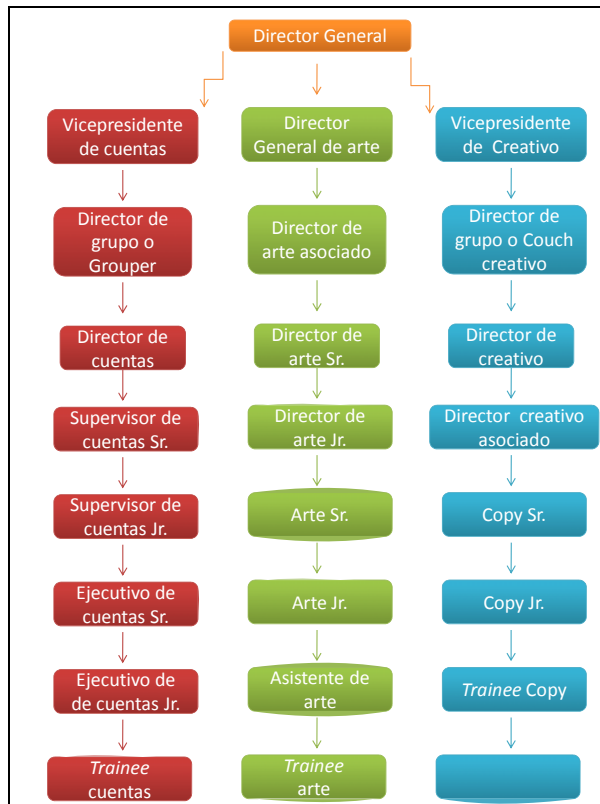 Director General
Vicepresidente
de cuentas
Director de
grupo o
Grouper
Director de
cuentas
Supervisor de
cuentas Sr.
Supervisor de
cuentas Jr.
Ejecutivo de
cuentas Sr.
Ejecutivo de
de cuentas Jr.
Trainee
cuentas
Director
General de arte
Director de
arte asociado
Director de
arte Sr.
Director de
arte Jr.
Arte Sr.
Arte Jr.
Asistente de
arte
Trainee
arte
Vicepresidente
de Creativo
Director de
grupo o Couch
creativo
Director de
creativo
Director creativo
asociado
Copy Sr.
Copy Jr.
Trainee Copy